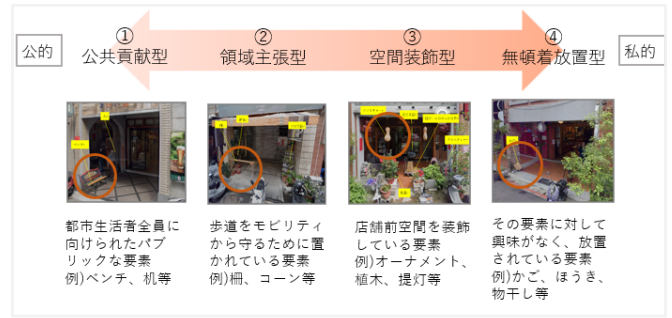 公的
① ② ③ ④
公共貢献型 領域主張型 空間装飾型 無頓着放置型
私的
都市生活者全員に
向けられたパブ
リックな要素
例)ベンチ、机等
歩道をモビリティ
から守るために置
かれている要素
例)柵、コーン等
店舗前空間を装飾
している要素
例)オーナメント、
植木、提灯等
その要素に対して
興味がなく、放置
されている要素
例)かご、ほうき、
物干し等